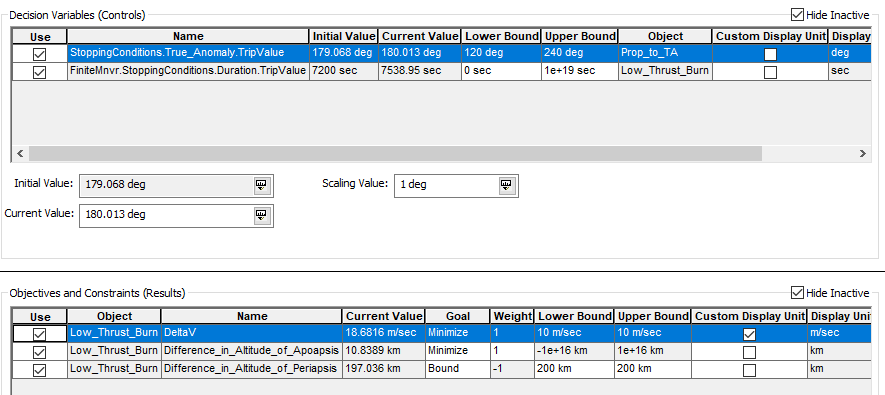 Decision Variables (Controls) Hide Inactive
Use Name Initial Value Current Value Lower Bound Upper Bound Object Custom Display Unit Display
StoppingConditions.True_Anomaly.TripValue 179.068 deg 180.013 deg 120 deg 240 deg Prop_to_TA deg
FiniteMnvr.StoppingConditions.Duration.TripValue 7200 sec 7538.95 sec 0 sec 1e+19 sec Low_Thrust_Burn sec
Initial Value: 179.068 deg Scaling Value: 1 deg
Current Value: 180.013 deg
Objectives and Constraints (Results) Hide Inactive
Use Object Name Current Value Goal Weight Lower Bound Upper Bound Custom Display Unit Display Uni
Low_Thrust_Burn DeltaV 18.6816 m/sec Minimize 1 10 m/sec 10 m/sec m/sec
Low_Thrust_Burn Difference_in_Altitude_of_Apoapsis 10.8389 km Minimize 1 -1e+16 km 1e+16 km km
Low_Thrust_Burn Difference_in_Altitude_of_Periapsis 197.036 km Bound -1 200 km 200 km km